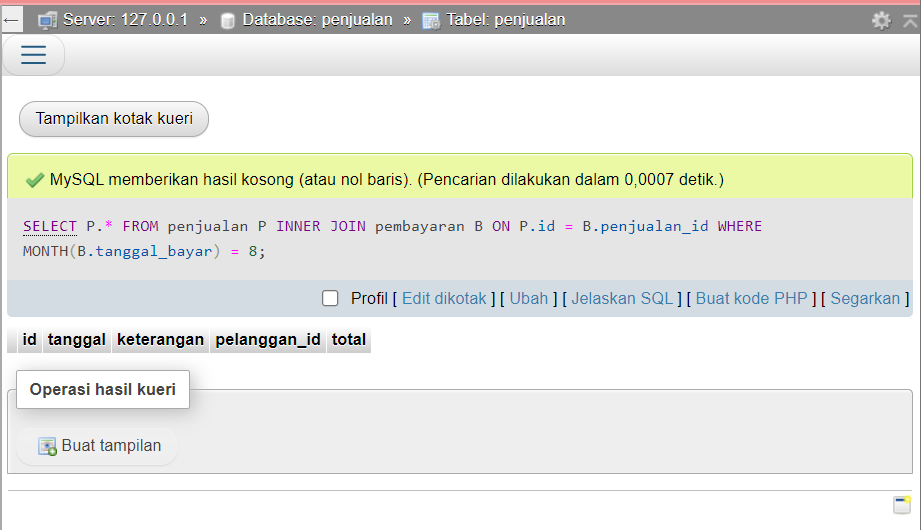 ← Server: 127.0.0.1 » Database: penjualan » Tabel: penjualan
Tampilkan kotak kueri
MySQL memberikan hasil kosong (atau nol baris). (Pencarian dilakukan dalam 0,0007 detik.)
SELECT P.* FROM penjualan P INNER JOIN pembayaran B ON P.id = B.penjualan_id WHERE
MONTH(B.tanggal_bayar) = 8;
Profil [ Edit dikotak ] [ Ubah ] [ Jelaskan SQL ] [ Buat kode PHP ] [ Segarkan ]
id tanggal keterangan pelanggan_id total
Operasi hasil kueri
Buat tampilan